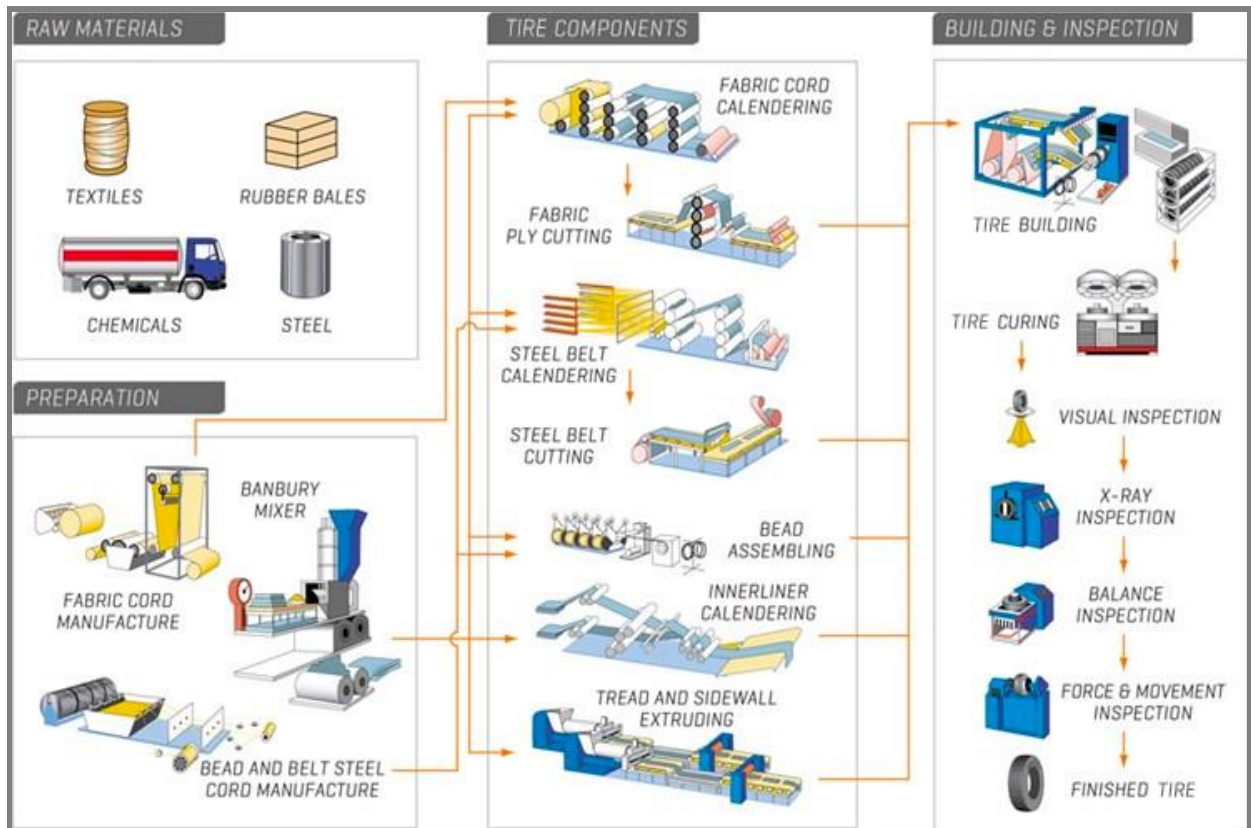 RAW MATERIALS
TEXTILES
RUBBER BALES
CHEMICALS
STEEL
PREPARATION
BANBURY
MIXER
FABRIC CORD
MANUFACTURE
BEAD AND BELT STEEL
CORD MANUFACTURE
TIRE COMPONENTS
FABRIC CORD
CALENDERING
FABRIC
PLY CUTTING
STEEL BELT
CALENDERING
STEEL BELT
CUTTING
BEAD
ASSEMBLING
INNERLINER
CALENDERING
TREAD AND SIDEWALL
EXTRUDING
BUILDING & INSPECTION
TIRE BUILDING
TIRE CURING
VISUAL INSPECTION
X-RAY
INSPECTION
BALANCE
INSPECTION
FORCE & MOVEMENT
INSPECTION
FINISHED TIRE